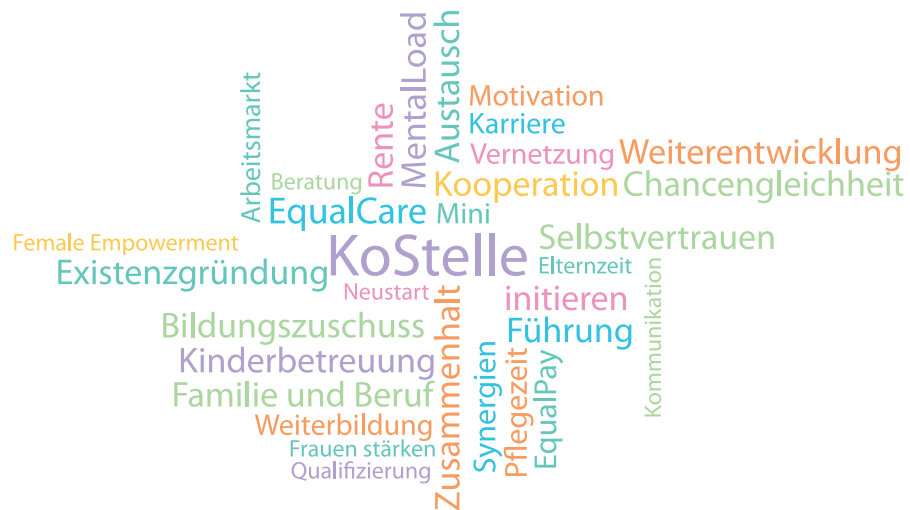 MentalLoad
Austausch
Arbeitsmarkt
Rente
Motivation
Karriere
Vernetzung
Weiterentwicklung
Beratung
Kooperation
Chancengleichheit
EqualCare
Mini
Female Empowerment
KoStelle
Selbstvertrauen
Existenzgründung
Elternzeit
Neustart
initieren
Kommunikation
Bildungszuschuss
Zusammenhalt
Führung
Kinderbetreuung
Synergien
Pflegezeit
EqualPay
Familie und Beruf
Weiterbildung
Frauen stärken
Qualifizierung